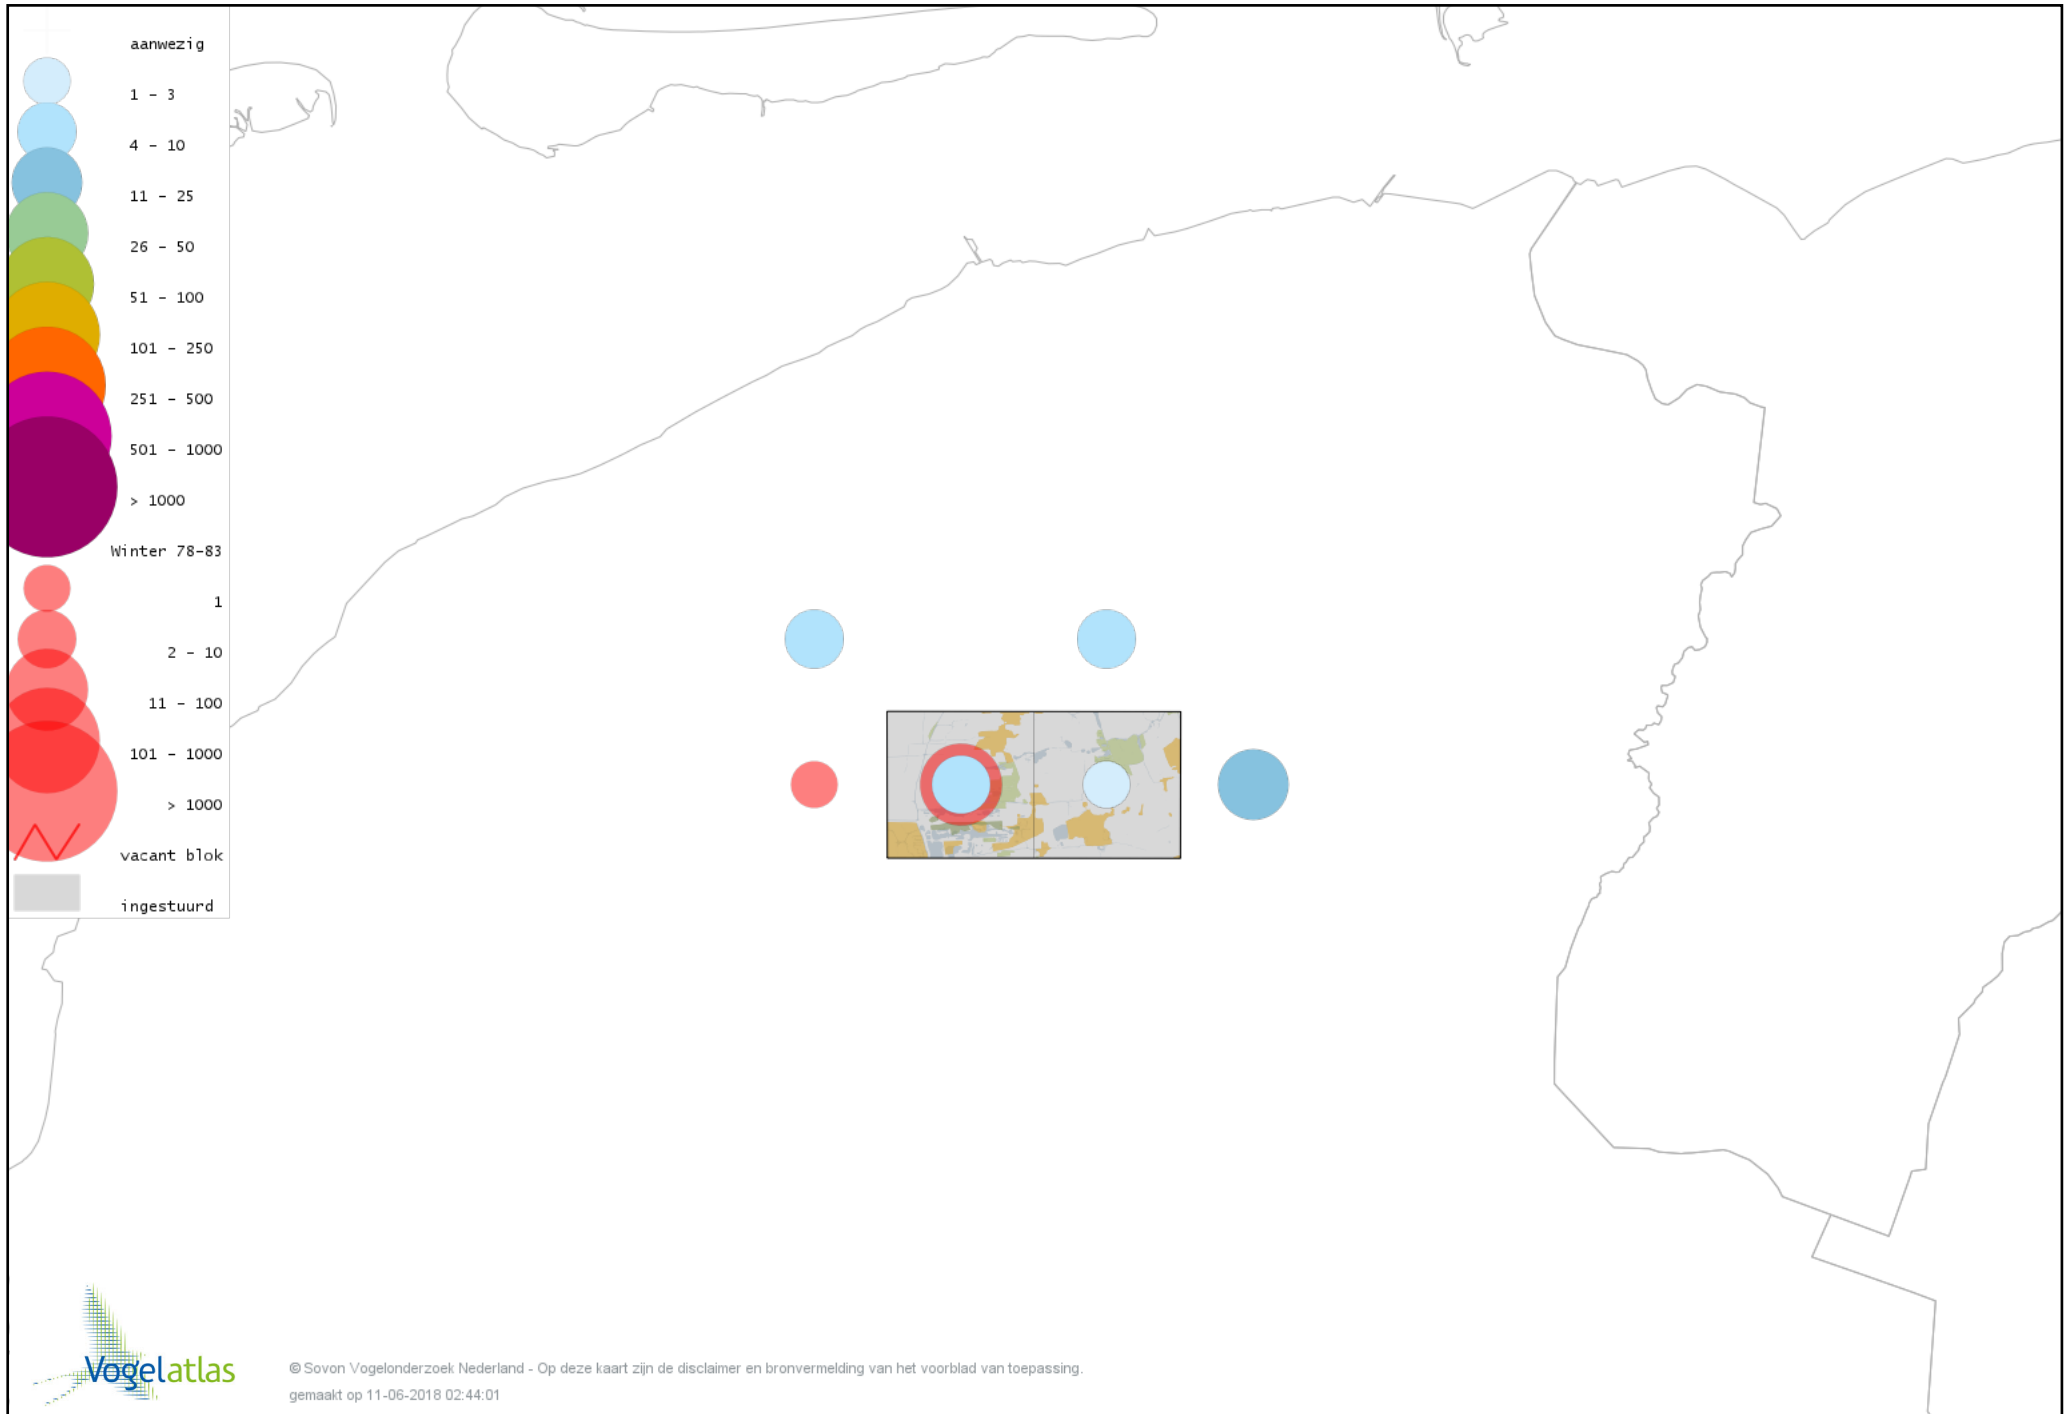 aanwezig
1 - 3
4 - 10
11 - 25
26 - 50
51 - 100
101 - 250
251 - 500
501 - 1000
> 1000
Winter 78-83
1
2 - 10
11 - 100
101 - 1000
> 1000
vacant blok
ingestuurd
Vogelatlas
© Sovon Vogelonderzoek Nederland - Op deze kaart zijn de disclaimer en bronvermelding van het voorblad van toepassing.
gemaakt op 11-06-2018 02:44:01